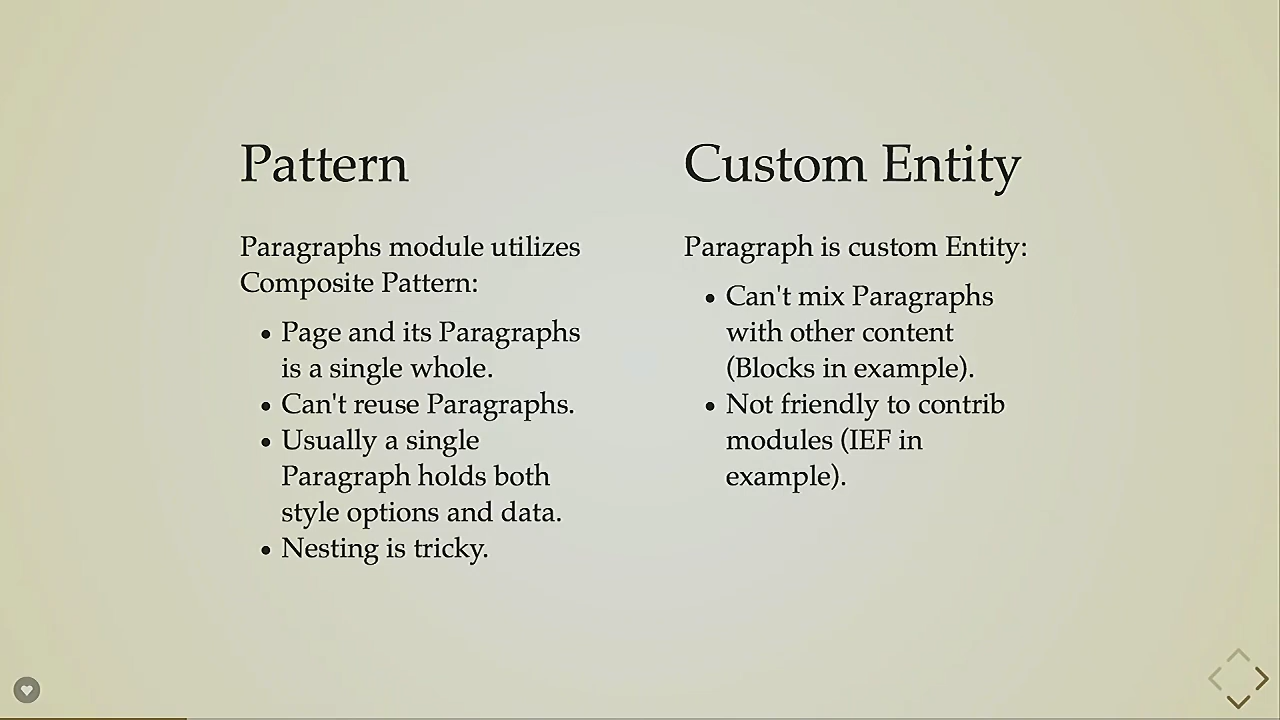 Pattern
Paragraphs module utilizes
Composite Pattern:
• Page and its Paragraphs
is a single whole.
• Can't reuse Paragraphs.
• Usually a single
Paragraph holds both
style options and data.
• Nesting is tricky.
Custom Entity
Paragraph is custom Entity:
• Can't mix Paragraphs
with other content
(Blocks in example).
• Not friendly to contrib
modules (IEF in
example).